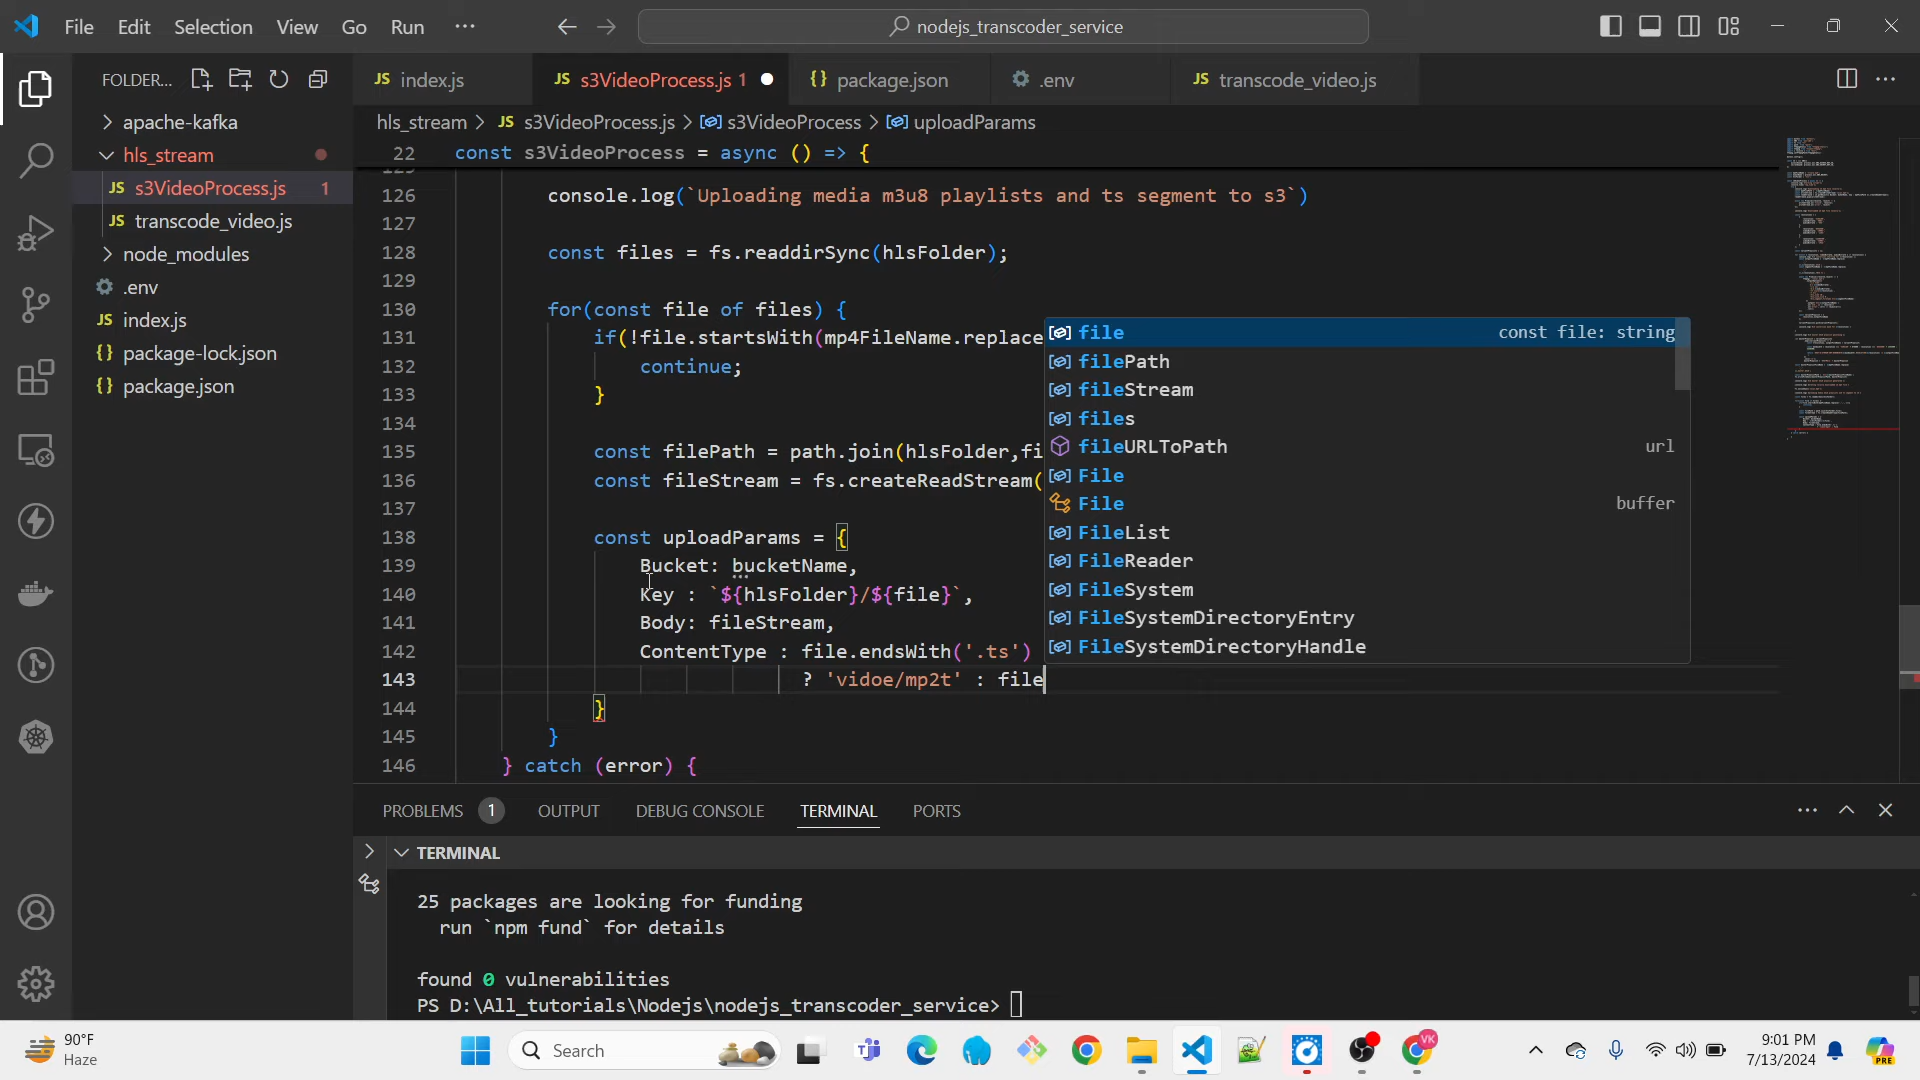 File Edit Selection View Go Run ···
nodejs_transcoder_service
FOLDER...
apache-kafka
hls_stream
JS s3VideoProcess.js 1
JS transcode_video.js
node_modules
.env
JS index.js
{} package-lock.json
{} package.json
JS index.js
JS s3VideoProcess.js 1
{} package.json
.env
JS transcode_video.js
hls_stream > JS s3VideoProcess.js > s3VideoProcess > uploadParams
22 const s3VideoProcess = async () => {
126 console.log(`Uploading media m3u8 playlists and ts segment to s3`)
127
128 const files = fs.readdirSync(hlsFolder);
129
130 for(const file of files) {
131 if(!file.startsWith(mp4FileName.replace
132 continue;
133 }
134
135 const filePath = path.join(hlsFolder,fi
136 const fileStream = fs.createReadStream(
137
138 const uploadParams = {
139 Bucket: bucketName,
140 Key : `${hlsFolder}/${file}`,
141 Body: fileStream,
142 ContentType : file.endsWith('.ts')
143 ? 'vidoe/mp2t' : file
144 }
145 }
146 } catch (error) {
file const file: string
filePath
fileStream
files
fileURLToPath url
File
File buffer
FileList
FileReader
FileSystem
FileSystemDirectoryEntry
FileSystemDirectoryHandle
PROBLEMS 1 OUTPUT DEBUG CONSOLE TERMINAL PORTS
TERMINAL
25 packages are looking for funding
run `npm fund` for details
found 0 vulnerabilities
PS D:\All_tutorials\Nodejs\nodejs_transcoder_service>
90°F
Haze
Search
VK
9:01 PM
7/13/2024
PRE